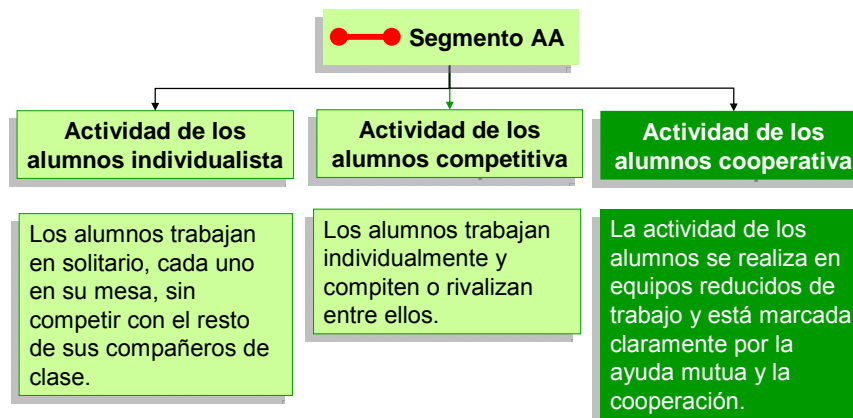 Segmento AA
Actividad de los
alumnos individualista
Actividad de los
alumnos competitiva
Actividad de los
alumnos cooperativa
Los alumnos trabajan
en solitario, cada uno
en su mesa, sin
competir con el resto
de sus compañeros de
clase.
Los alumnos trabajan
individualmente y
compiten o rivalizan
entre ellos.
La actividad de los
alumnos se realiza en
equipos reducidos de
trabajo y está marcada
claramente por la
ayuda mutua y la
cooperación.